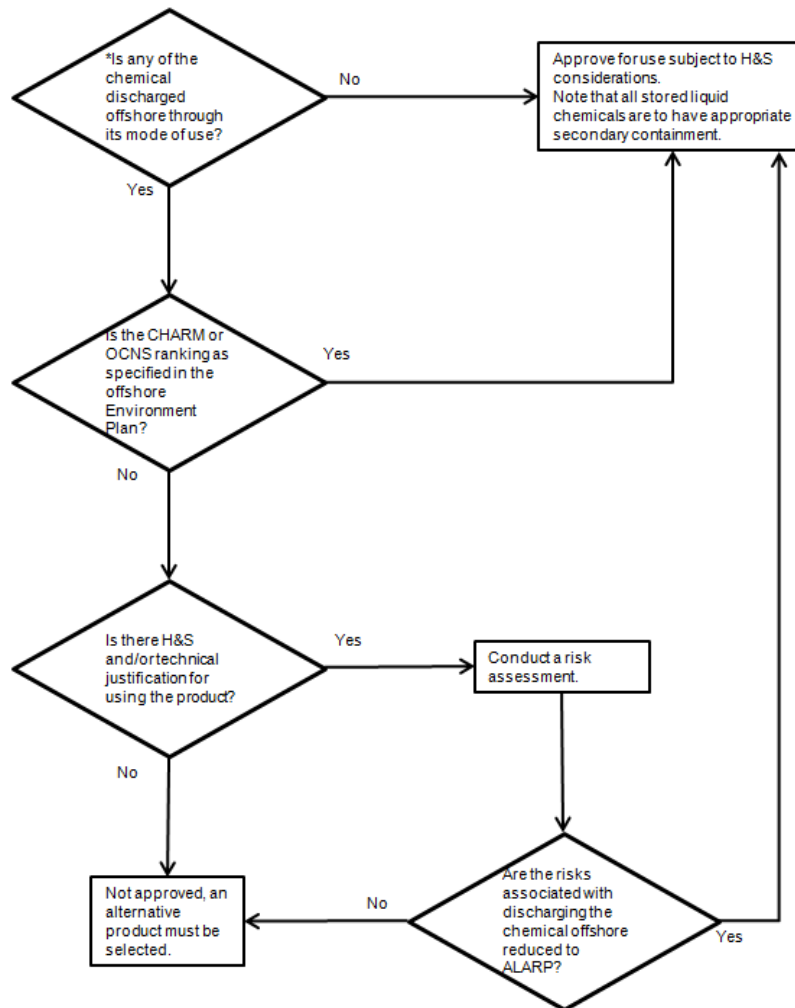 *Is any of the
chemical
discharged
offshore through
its mode of use?
No
Approve for use subject to H&S
considerations.
Note that all stored liquid
chemicals are to have appropriate
secondary containment.
Yes
Is the CHARM or
OCNS ranking as
specified in the
offshore
Environment
Plan?
Yes
No
Is there H&S
and/or technical
justification for
using the product?
Yes
Conduct a risk
assessment.
No
Not approved, an
alternative
product must be
selected.
No
Are the risks
associated with
discharging the
chemical offshore
reduced to
ALARP?
Yes